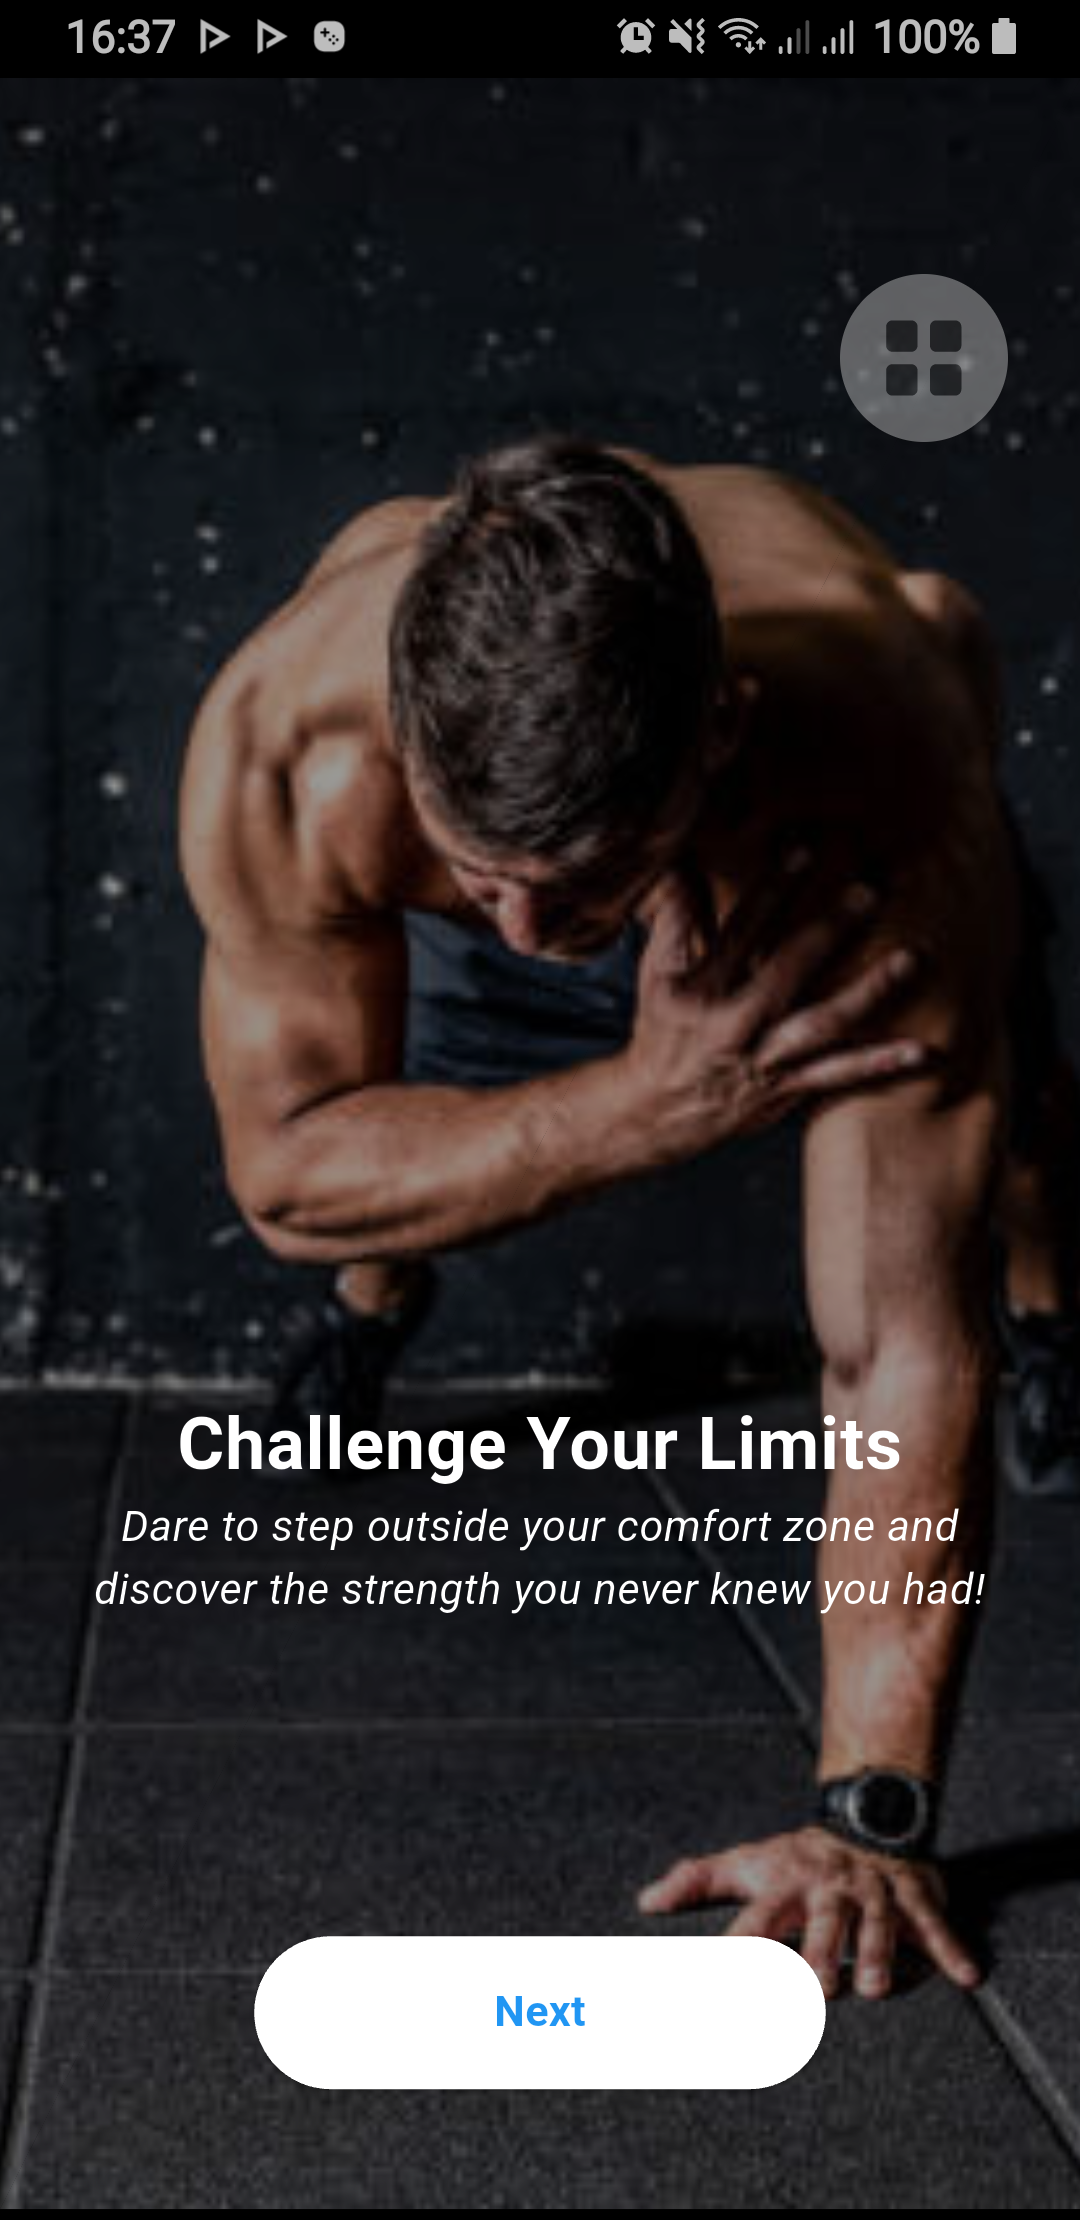 16:37
100%
Challenge Your Limits
Dare to step outside your comfort zone and
discover the strength you never knew you had!
Next